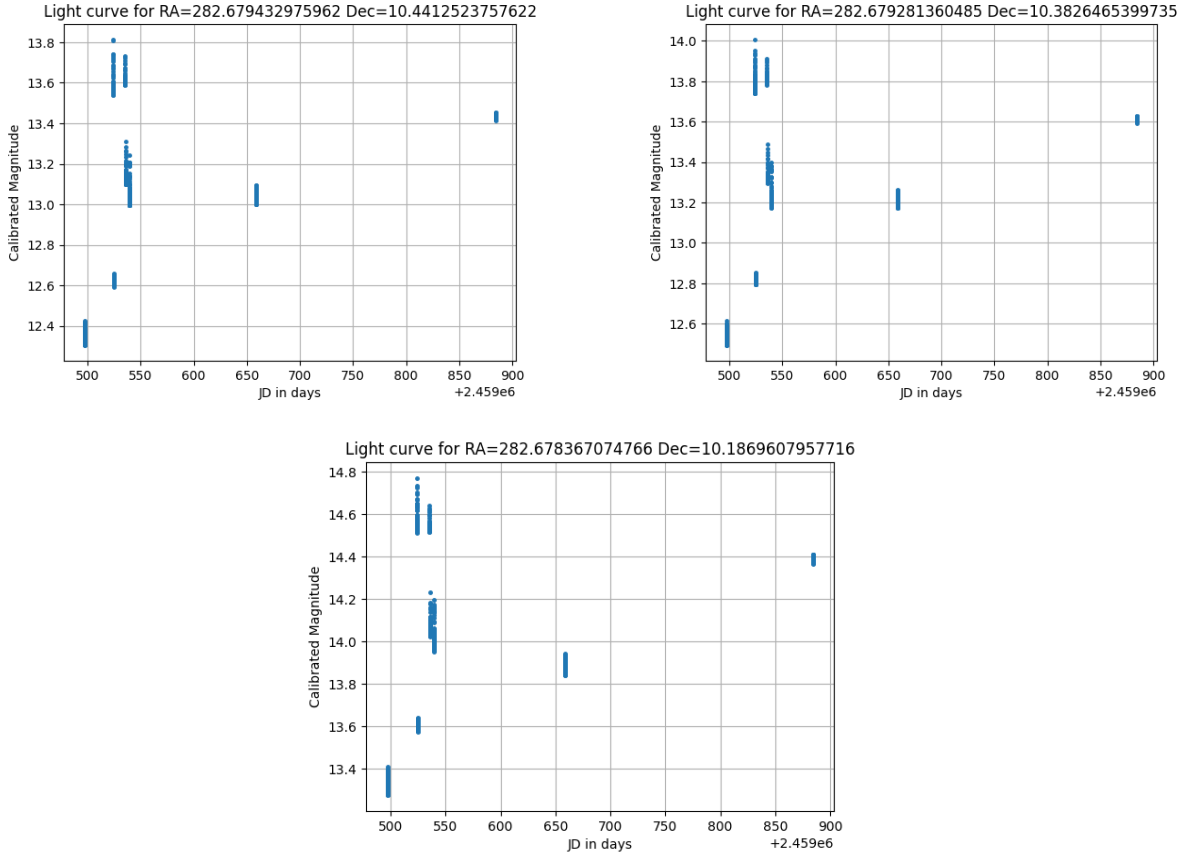 Light curve for RA=282.679432975962 Dec=10.4412523757622
13.8
13.6
13.4
13.2
13.0
12.8
12.6
12.4
Calibrated Magnitude
500 550 600 650 700 750 800 850 900
JD in days
+2.459e6
Light curve for RA=282.679281360485 Dec=10.3826465399735
14.0
13.8
13.6
13.4
13.2
13.0
12.8
12.6
Calibrated Magnitude
500 550 600 650 700 750 800 850 900
JD in days
+2.459e6
Light curve for RA=282.678367074766 Dec=10.1869607957716
14.8
14.6
14.4
14.2
14.0
13.8
13.6
13.4
Calibrated Magnitude
500 550 600 650 700 750 800 850 900
JD in days
+2.459e6